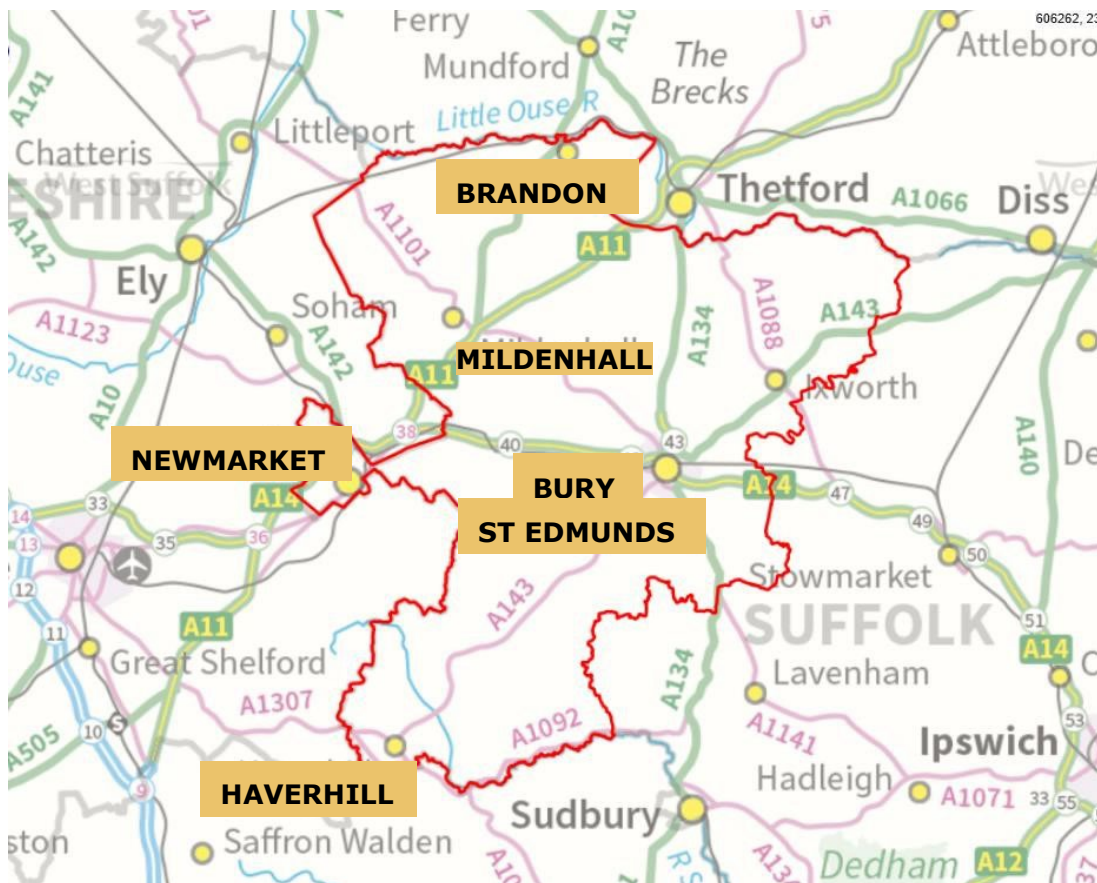 606262, 23
Ferry
Mundford
The
Brecks
Attleboro
A141
Little Ouse R
Littleport
Chatteris
West Suffolk
ESHIRE
BRANDON
Thetford
A1066
Diss
A142
A1101
A11
Ely
Soham
A1123
A134
A1088
A143
A142
Ouse
A10
MILDENHALL
A11
Ixworth
A140
38
40
43
NEWMARKET
BURY
ST EDMUNDS
A14
A14
47
De
33
14
13
35
36
49
50
12
A143
Stowmarket
11
A11
SUFFOLK
51
A14
Great Shelford
A134
Lavenham
A1307
A1092
A1141
53
S
10
A505
Ipswich
9
HAVERHILL
Hadleigh
A1071
33
55
Sudbury
ston
Saffron Walden
Dedham
A12